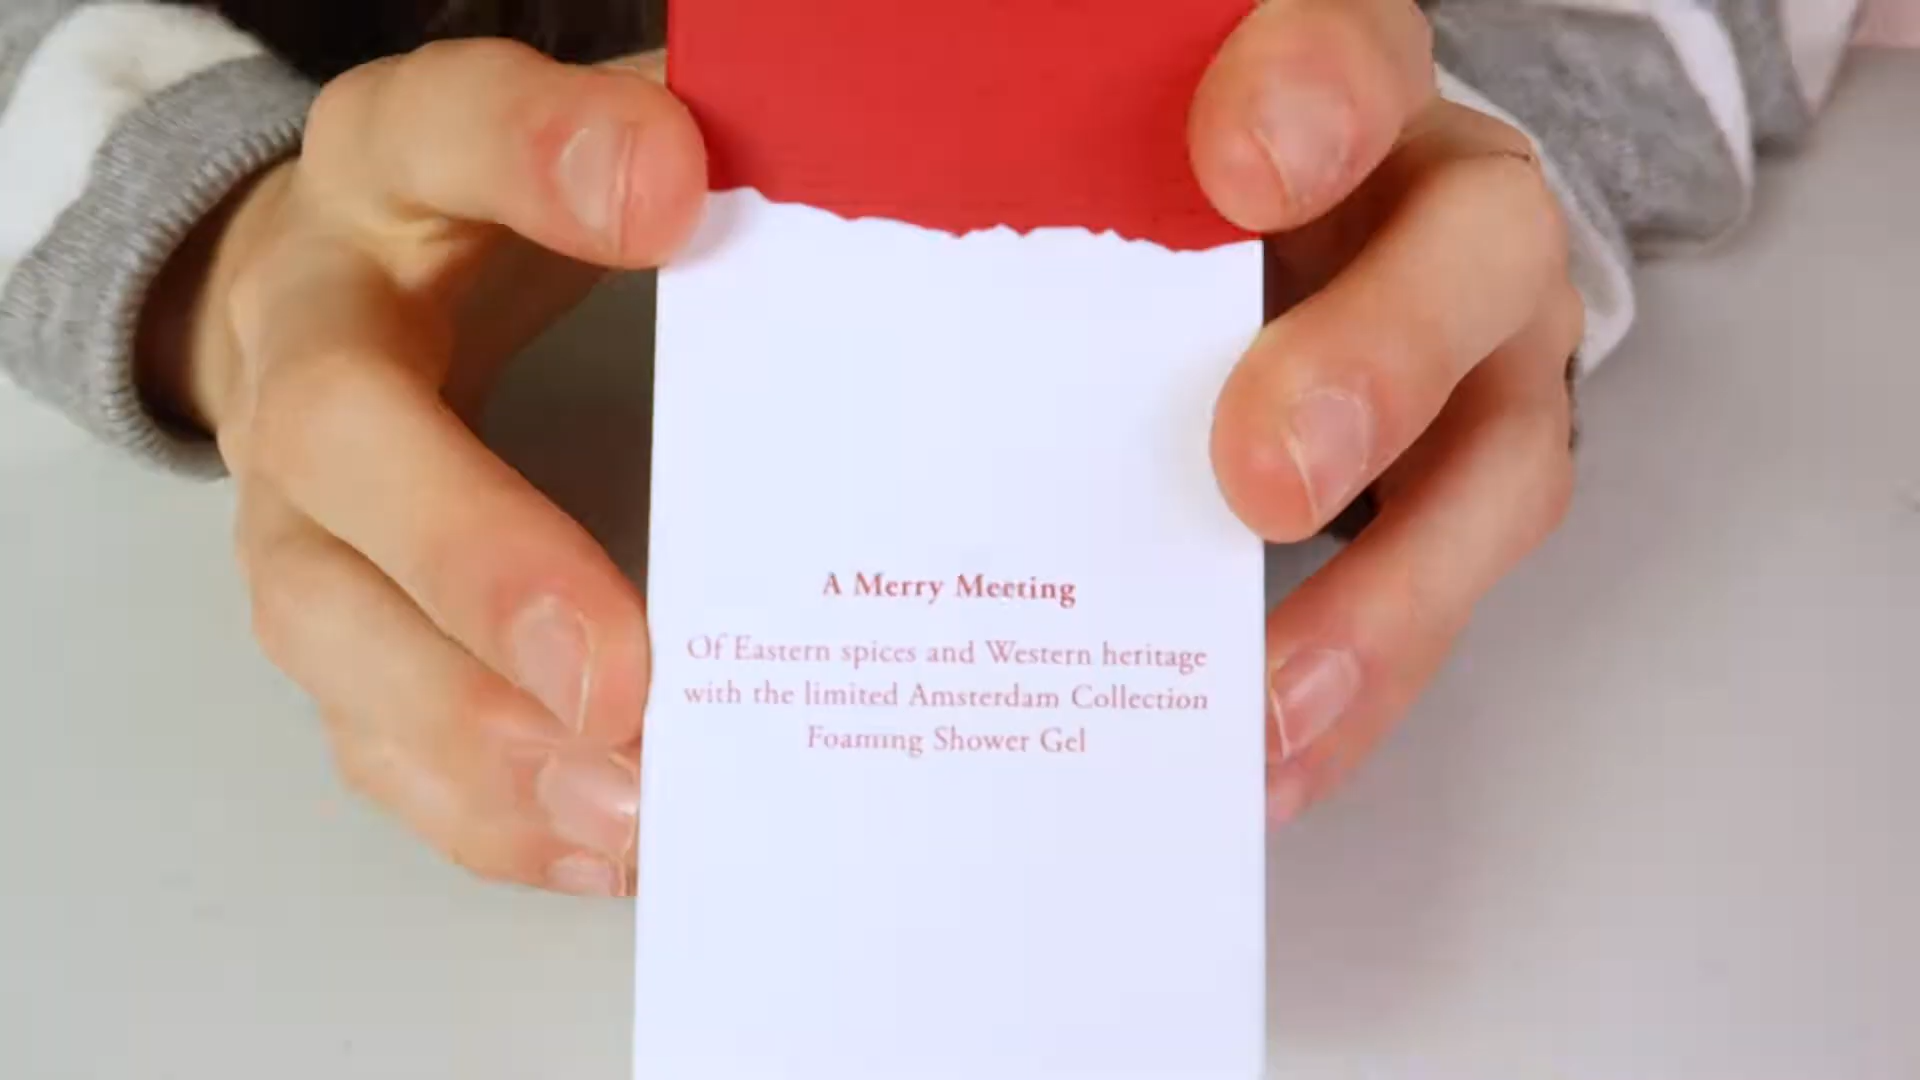 A Merry Meeting
Of Eastern spices and Western heritage
with the limited Amsterdam Collection
Foaming Shower Gel